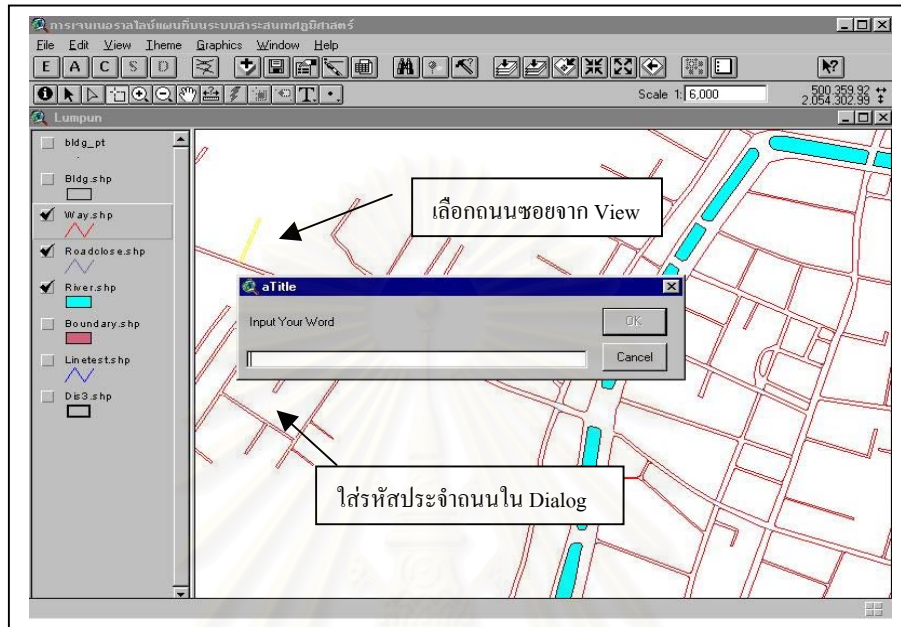 การเจนเนอราลไลซ์แผนที่บนระบบสาระสนเทศภูมิศาสตร์
File Edit View Theme Graphics Window Help
E A C S D
T
Scale 1: 6,000
500,359.92
2,054,302.99
Lumpun
bldg_pt
Bldg.shp
Way.shp
Roadclose.shp
River.shp
Boundary.shp
Linetest.shp
Dis3.shp
เลือกถนนซอยจาก View
aTitle
Input Your Word
OK
Cancel
ใส่รหัสประจำถนนใน Dialog